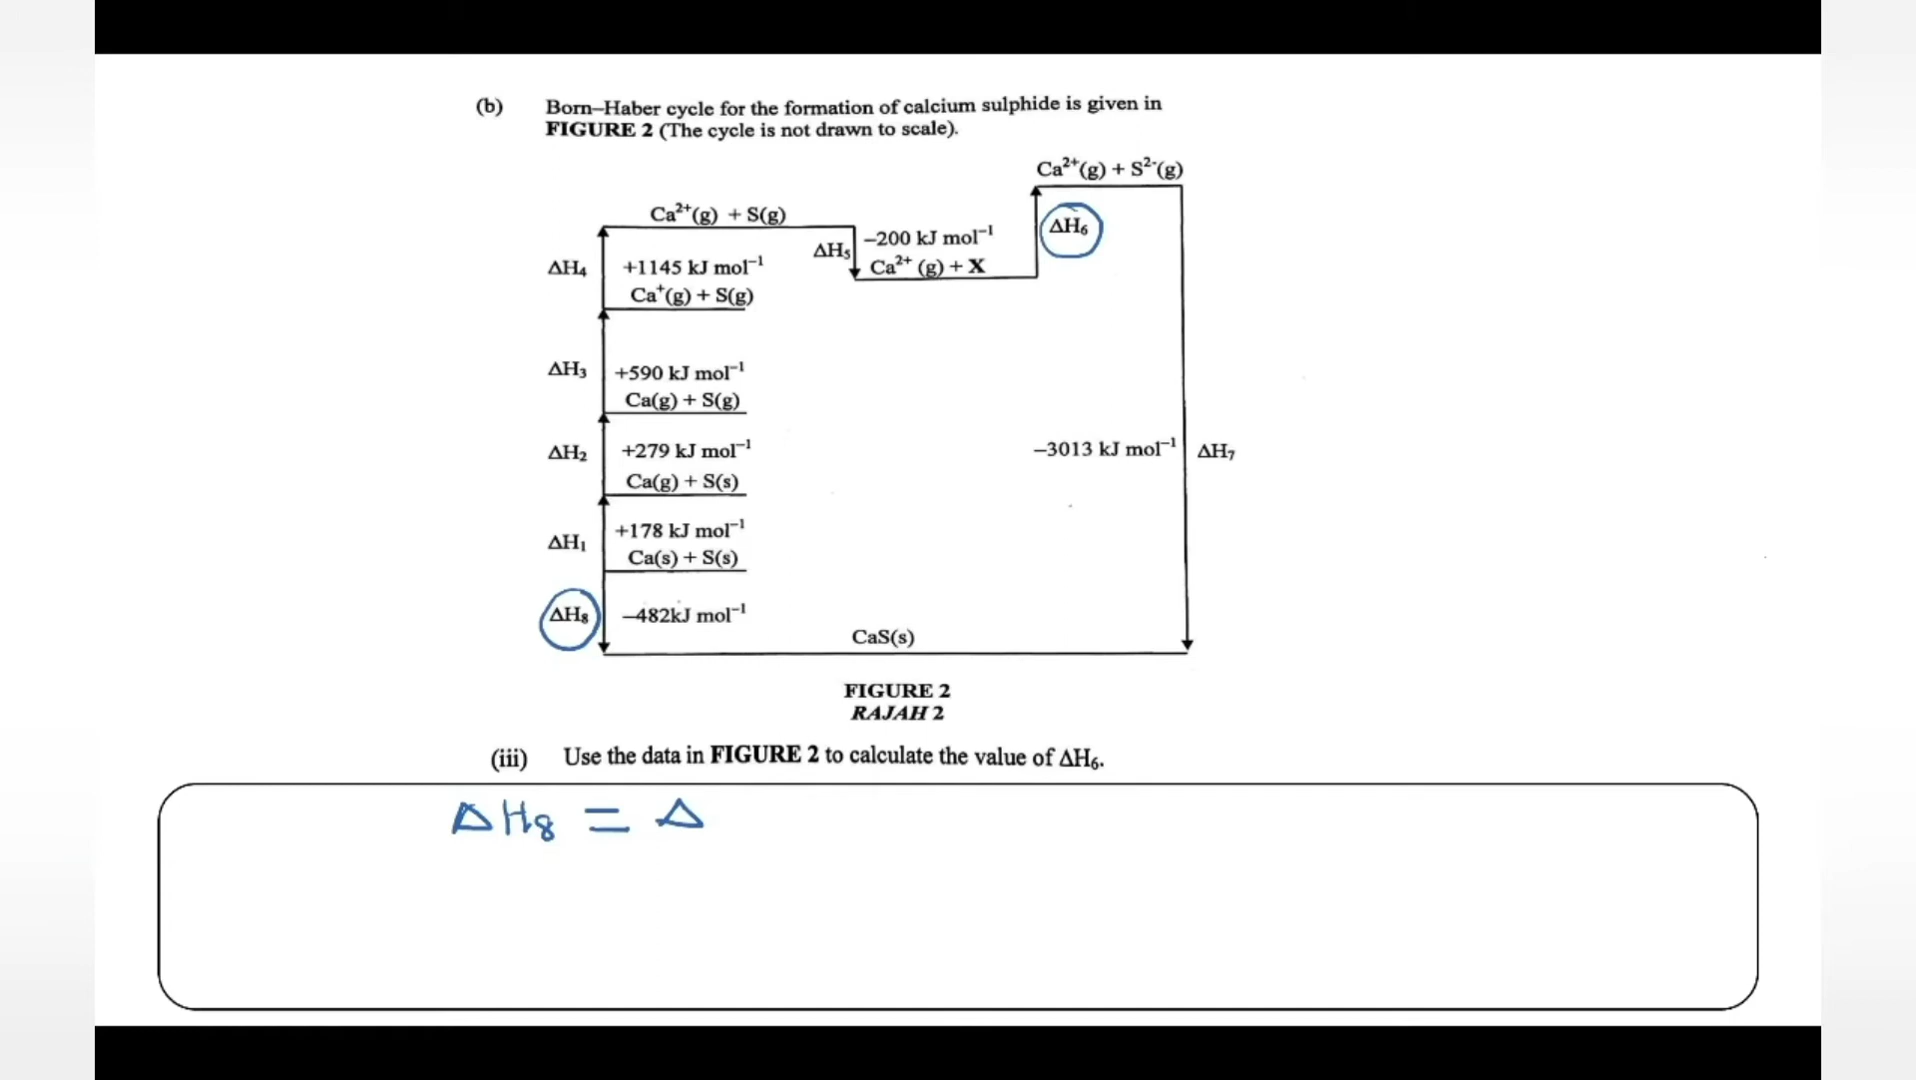 (b) Born–Haber cycle for the formation of calcium sulphide is given in
FIGURE 2 (The cycle is not drawn to scale).
Ca²⁺(g) + S²⁻(g)
Ca²⁺(g) + S(g)
ΔH₆
ΔH₅ –200 kJ mol⁻¹
Ca²⁺ (g) + X
ΔH₄ +1145 kJ mol⁻¹
Ca⁺(g) + S(g)
ΔH₃ +590 kJ mol⁻¹
Ca(g) + S(g)
ΔH₂ +279 kJ mol⁻¹
–3013 kJ mol⁻¹ ΔH₇
Ca(g) + S(s)
ΔH₁ +178 kJ mol⁻¹
Ca(s) + S(s)
ΔH₈ –482kJ mol⁻¹
CaS(s)
FIGURE 2
RAJAH 2
(iii) Use the data in FIGURE 2 to calculate the value of ΔH₆.
ΔH₈ = Δ